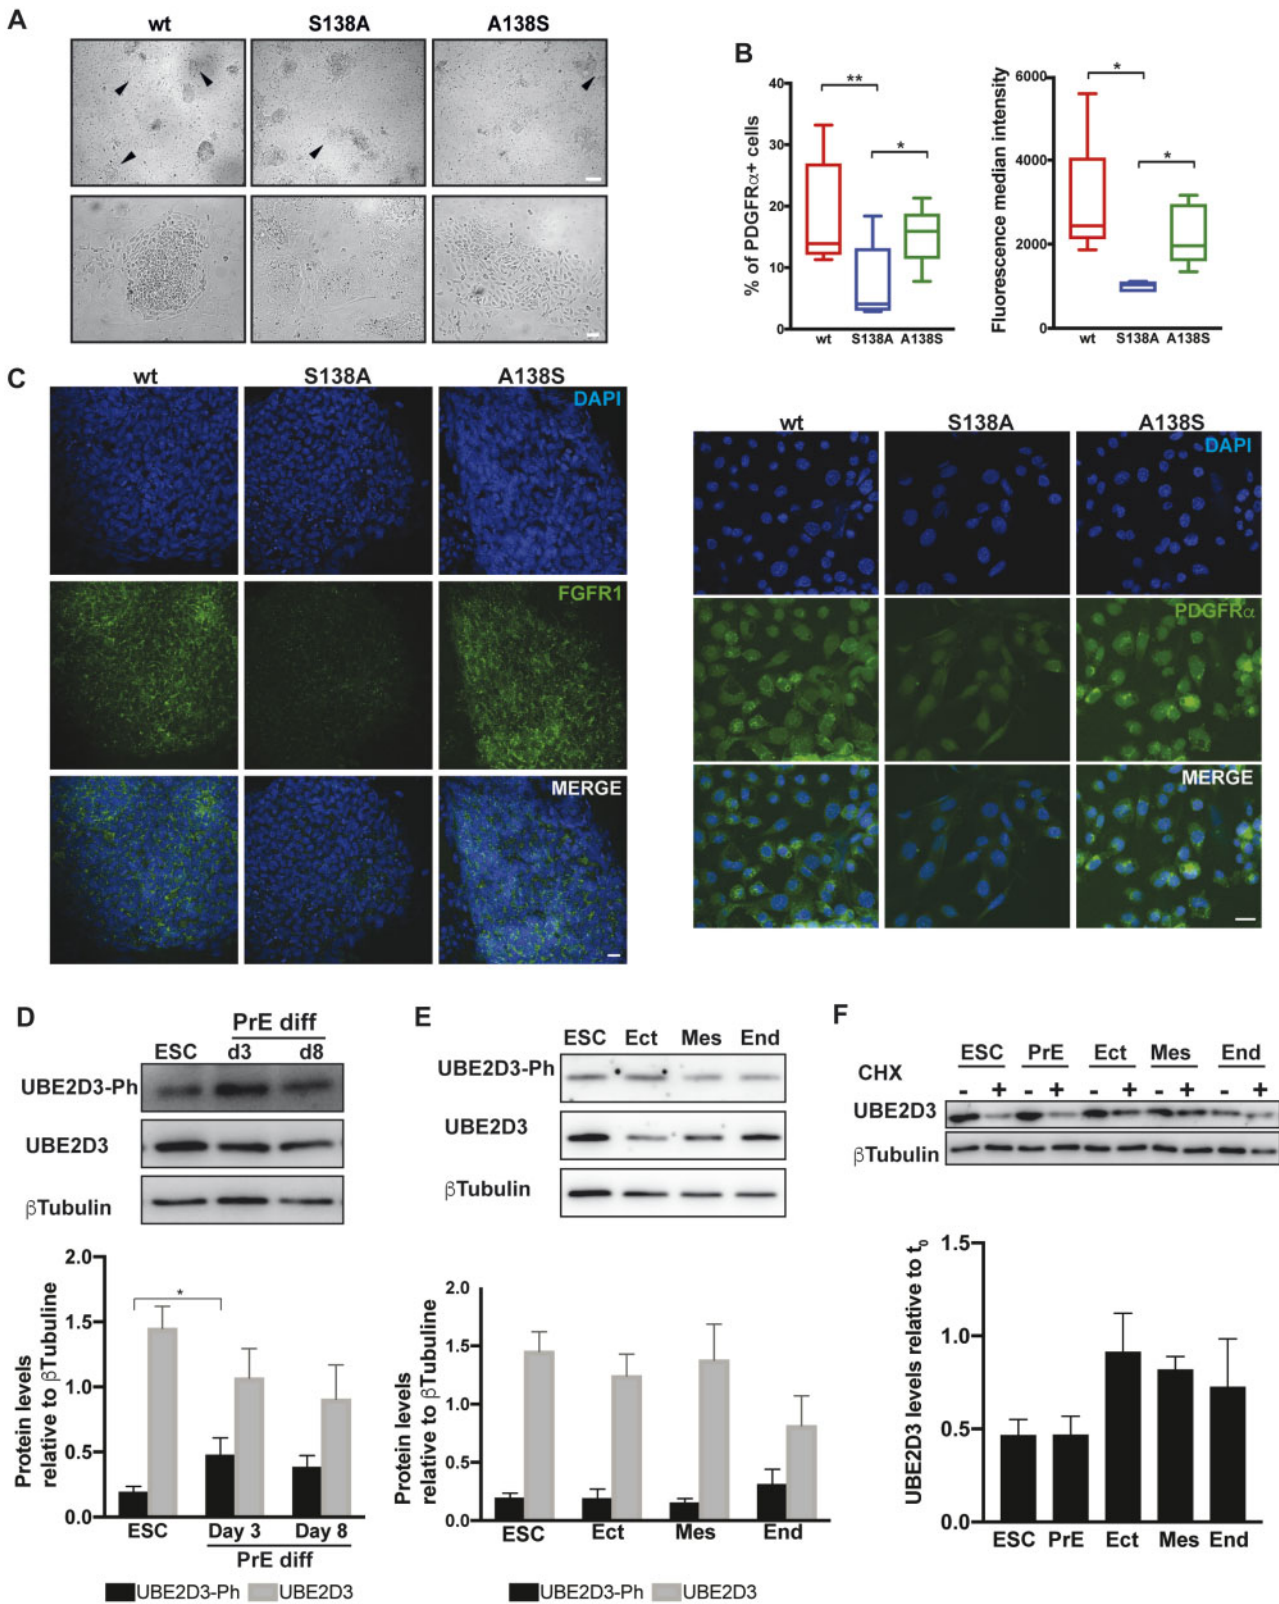 A
wt S138A A138S
B
% of PDGFRα+ cells
40
30
20
10
0
**
*
wt S138A A138S
Fluorescence median intensity
6000
4000
2000
0
*
*
wt S138A A138S
C
wt S138A A138S
DAPI
FGFR1
MERGE
wt S138A A138S
DAPI
PDGFRα
MERGE
D
PrE diff
ESC d3 d8
UBE2D3-Ph
UBE2D3
βTubulin
Protein levels
relative to βTubuline
2.0
1.5
1.0
0.5
0.0
*
ESC Day 3 Day 8
PrE diff
UBE2D3-Ph UBE2D3
E
ESC Ect Mes End
UBE2D3-Ph
UBE2D3
βTubulin
Protein levels
relative to βTubuline
2.0
1.5
1.0
0.5
0.0
ESC Ect Mes End
UBE2D3-Ph UBE2D3
F
ESC PrE Ect Mes End
CHX - + - + - + - + - +
UBE2D3
βTubulin
UBE2D3 levels relative to t0
1.5
1.0
0.5
0.0
ESC PrE Ect Mes End